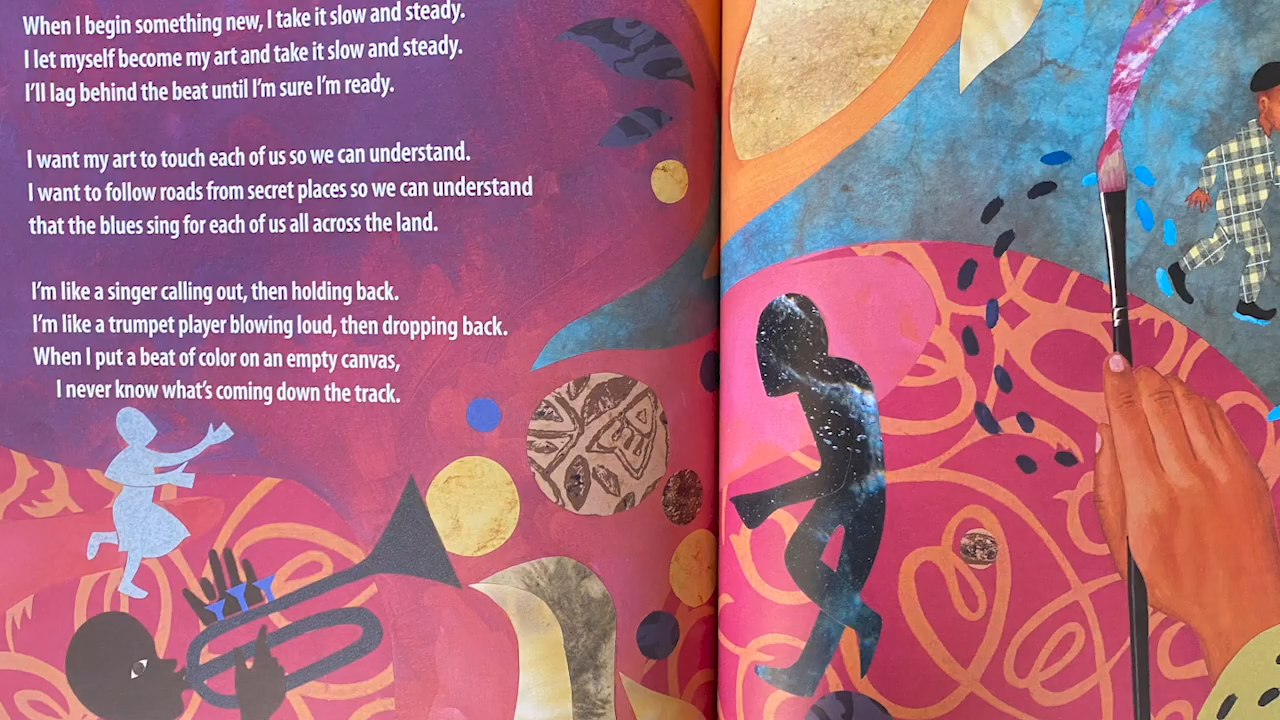 When I begin something new, I take it slow and steady.
I let myself become my art and take it slow and steady.
I'll lag behind the beat until I'm sure I'm ready.
I want my art to touch each of us so we can understand.
I want to follow roads from secret places so we can understand
that the blues sing for each of us all across the land.
I'm like a singer calling out, then holding back.
I'm like a trumpet player blowing loud, then dropping back.
When I put a beat of color on an empty canvas,
I never know what's coming down the track.